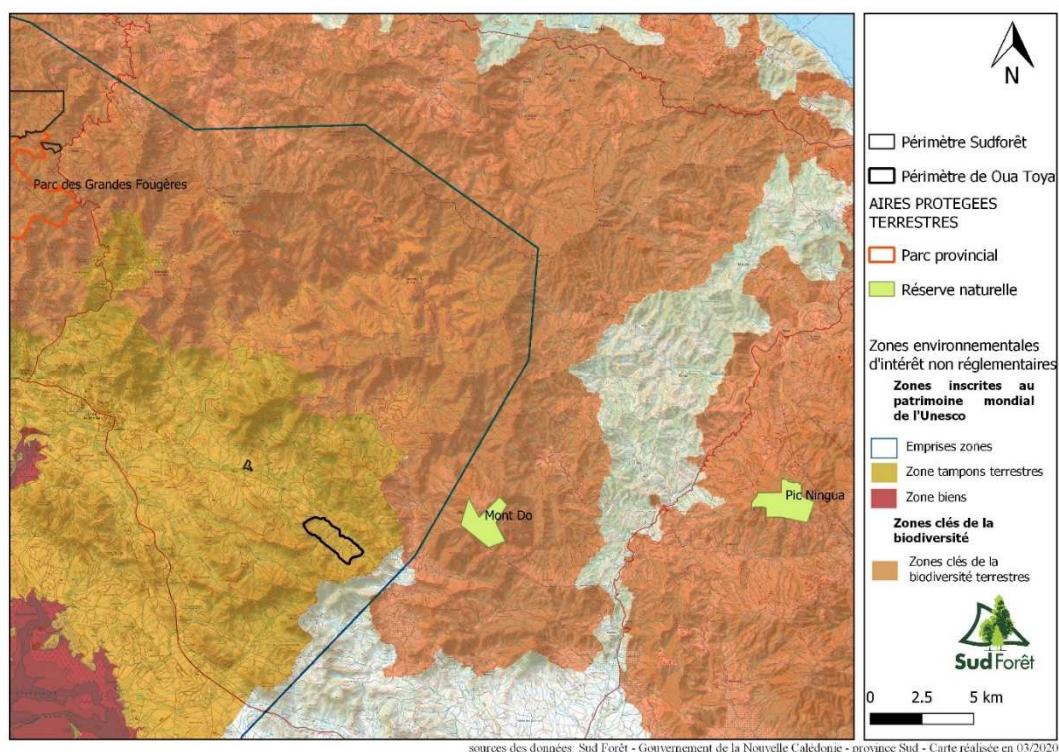 Parc des Grandes Fougères
Mont Do
Pic Ningua
N
Périmètre Sudforêt
Périmètre de Oua Toya
AIRES PROTEGEES
TERRESTRES
Parc provincial
Réserve naturelle
Zones environnementales
d'intérêt non réglementaires
Zones inscrites au
patrimoine mondial
de l'Unesco
Emprises zones
Zone tampons terrestres
Zone biens
Zones clés de la
biodiversité
Zones clés de la
biodiversité terrestres
Sud Forêt
0 2.5 5 km
sources des données: Sud Forêt - Gouvernement de la Nouvelle Calédonie - province Sud - Carte réalisée en 03/2020